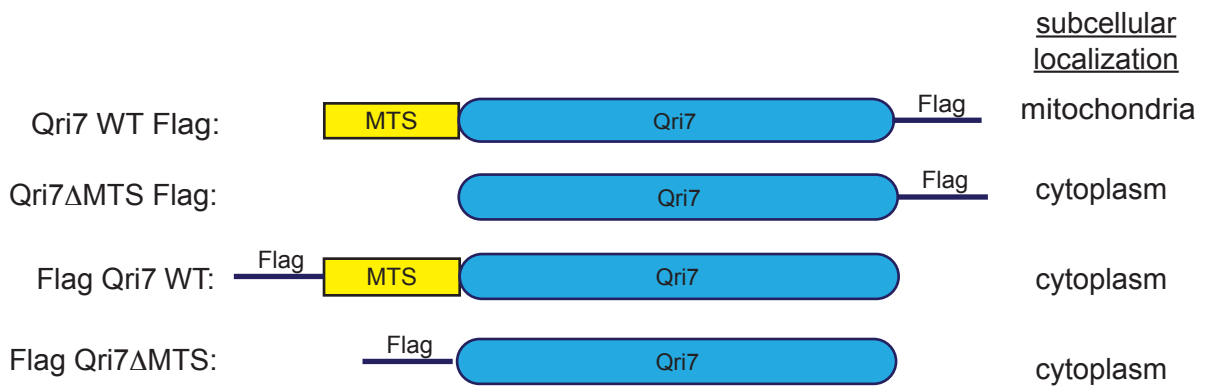 subcellular
localization
Qri7 WT Flag: MTS Qri7 Flag mitochondria
Qri7ΔMTS Flag: Qri7 Flag cytoplasm
Flag Qri7 WT: Flag MTS Qri7 cytoplasm
Flag Qri7ΔMTS: Flag Qri7 cytoplasm